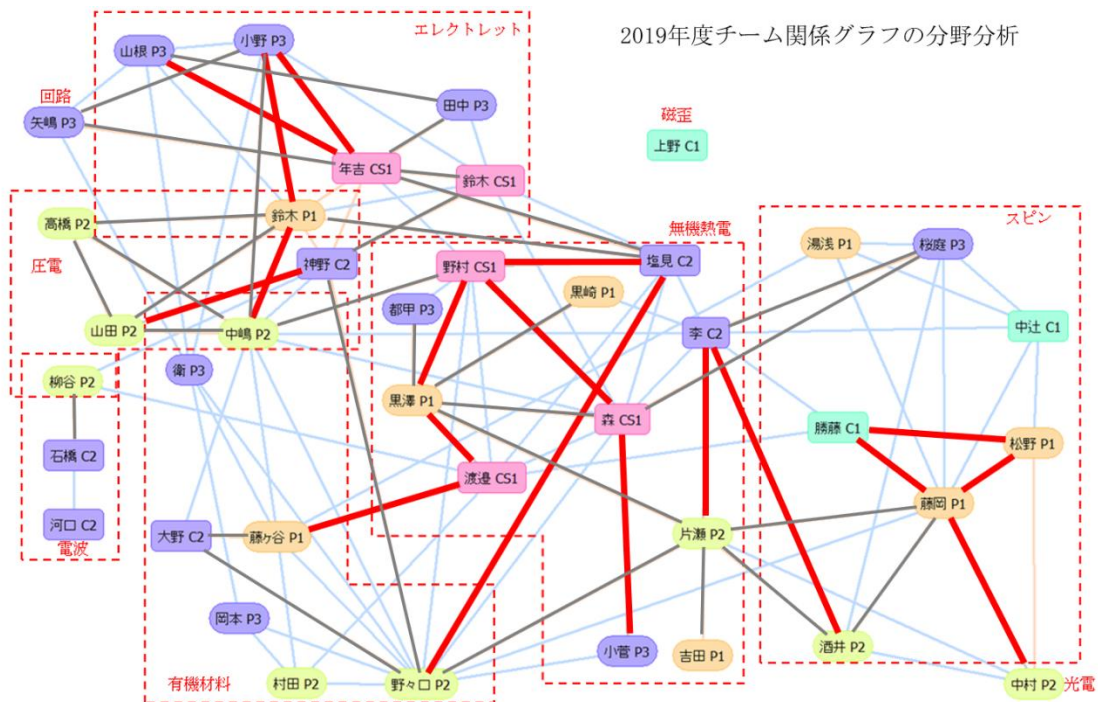 2019年度チーム関係グラフの分野分析
エレクトレット
山根 P3
小野 P3
回路
矢嶋 P3
田中 P3
磁歪
上野 C1
年吉 CS1
鈴木 CS1
高橋 P2
鈴木 P1
圧電
神野 C2
無機熱電
野村 CS1
塩見 C2
スピン
湯浅 P1
桜庭 P3
都甲 P3
黒崎 P1
山田 P2
中嶋 P2
李 C2
中辻 C1
柳谷 P2
衛 P3
黒澤 P1
森 CS1
勝藤 C1
松野 P1
石橋 C2
渡邉 CS1
藤岡 P1
河口 C2
電波
大野 C2
藤ヶ谷 P1
片瀬 P2
岡本 P3
小菅 P3
吉田 P1
酒井 P2
有機材料
村田 P2
野々口 P2
中村 P2
光電